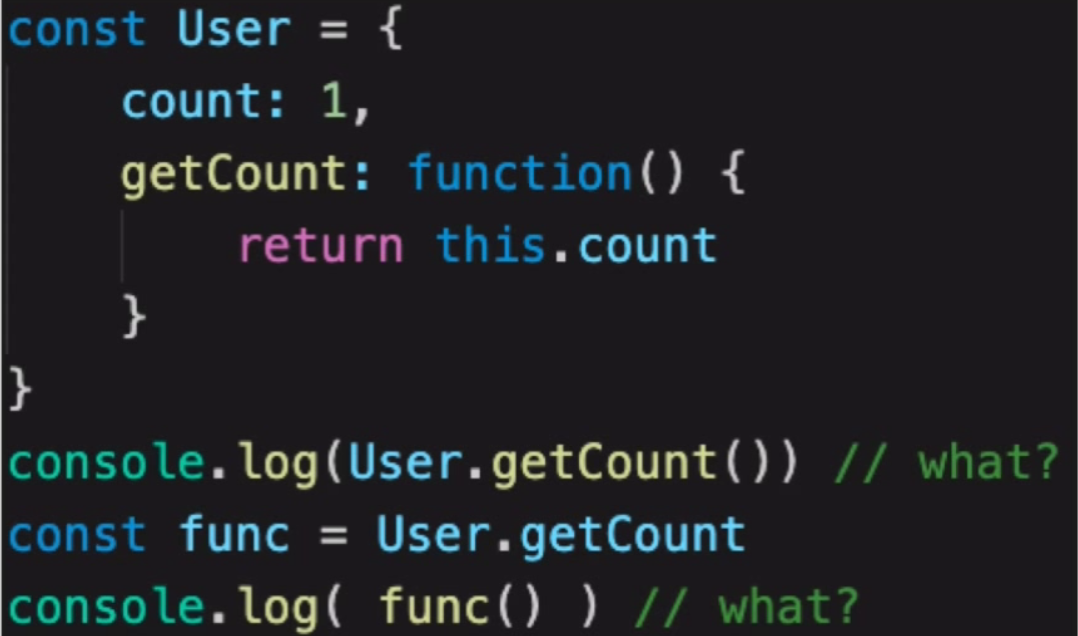 const User = {
    count: 1,
    getCount: function() {
        return this.count
    }
}
console.log(User.getCount()) // what?
const func = User.getCount
console.log( func() ) // what?